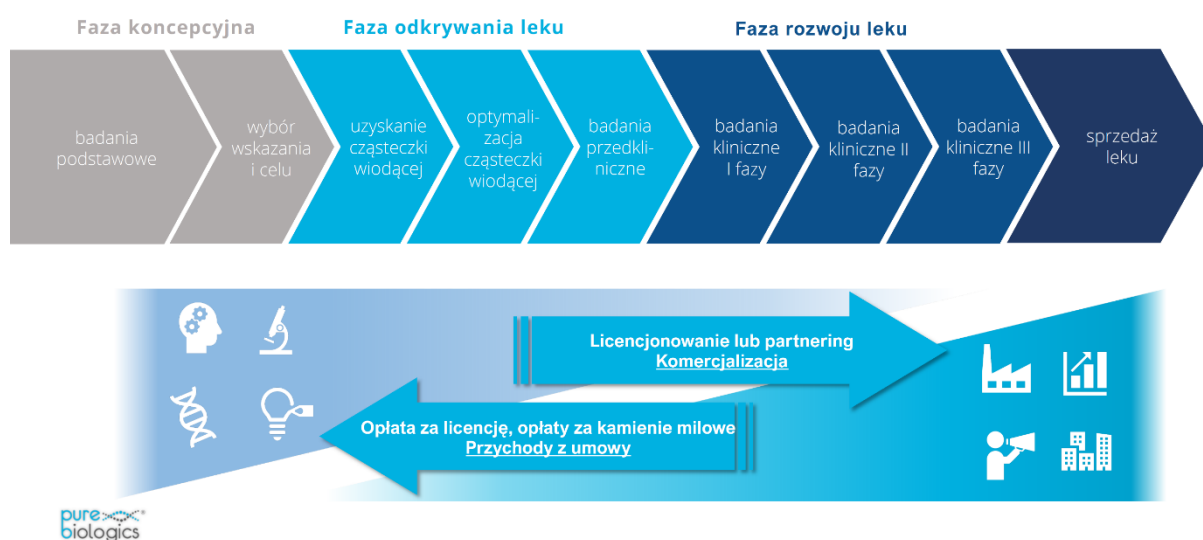 Faza koncepcyjna
Faza odkrywania leku
Faza rozwoju leku
badania
podstawowe
wybór
wskazania
i celu
uzyskanie
cząsteczki
wiodącej
optymali-
zacja
cząsteczki
wiodącej
badania
przedkli-
niczne
badania
kliniczne
I fazy
badania
kliniczne II
fazy
badania
kliniczne III
fazy
sprzedaż
leku
Licencjonowanie lub partnering
Komercjalizacja
Opłata za licencję, opłaty za kamienie milowe
Przychody z umowy
pure
biologics